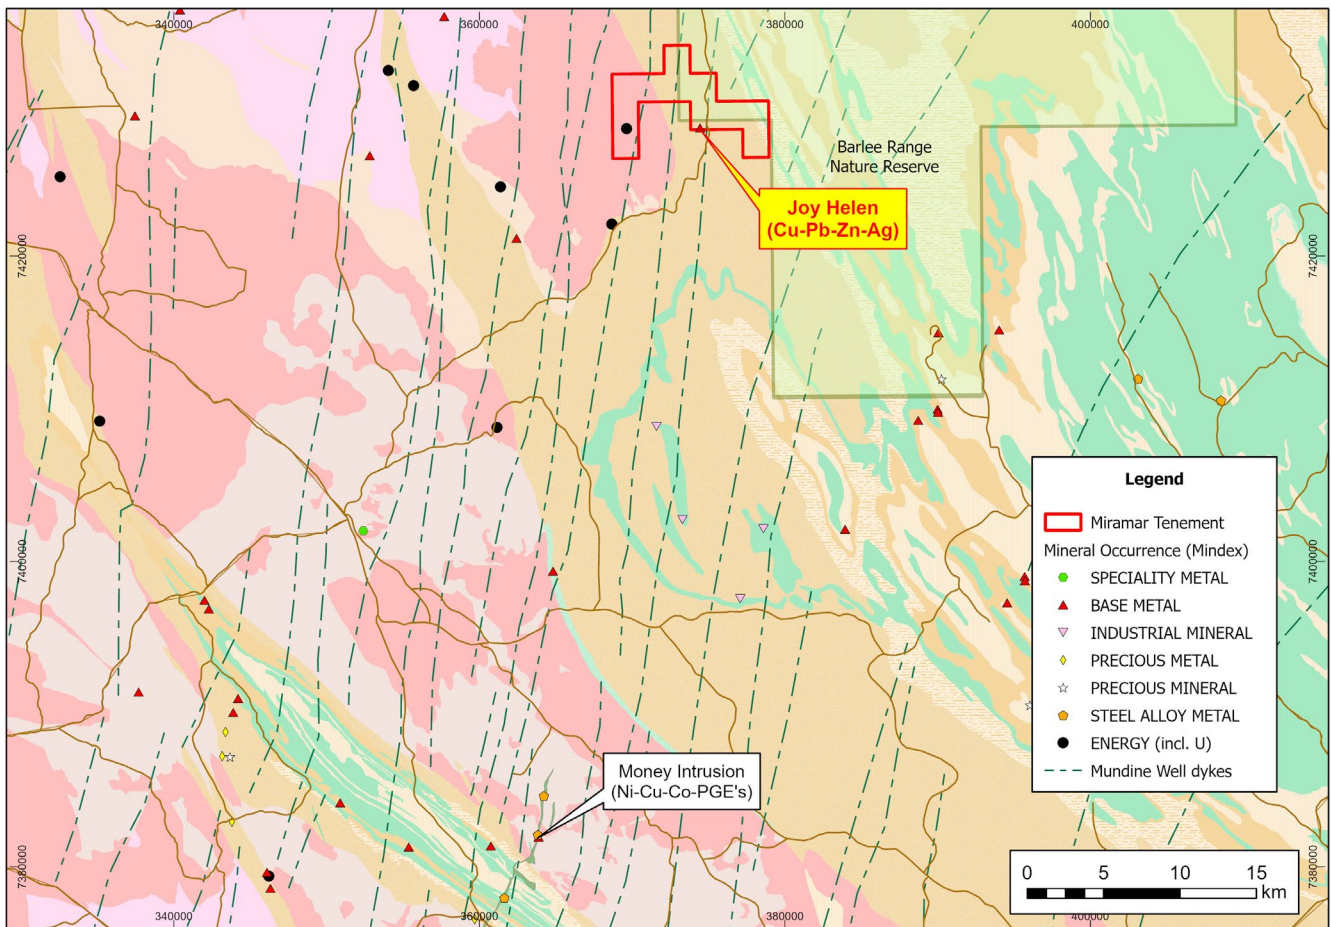 340000
360000
380000
400000
Barlee Range
Nature Reserve
Joy Helen
(Cu-Pb-Zn-Ag)
7420000
7420000
Legend
Miramar Tenement
Mineral Occurrence (Mindex)
SPECIALITY METAL
BASE METAL
INDUSTRIAL MINERAL
PRECIOUS METAL
PRECIOUS MINERAL
STEEL ALLOY METAL
ENERGY (incl. U)
Mundine Well dykes
7400000
7400000
Money Intrusion
(Ni-Cu-Co-PGE's)
7380000
7380000
0 5 10 15
km
340000
360000
380000
400000